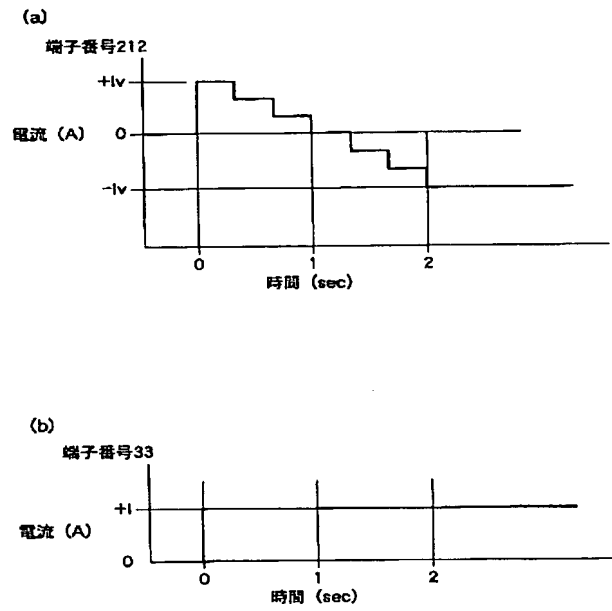 (a)
端子番号212
+Iv
電流（A）
0
-Iv
0
1
2
時間（sec）
(b)
端子番号33
+I
電流（A）
0
0
1
2
時間（sec）